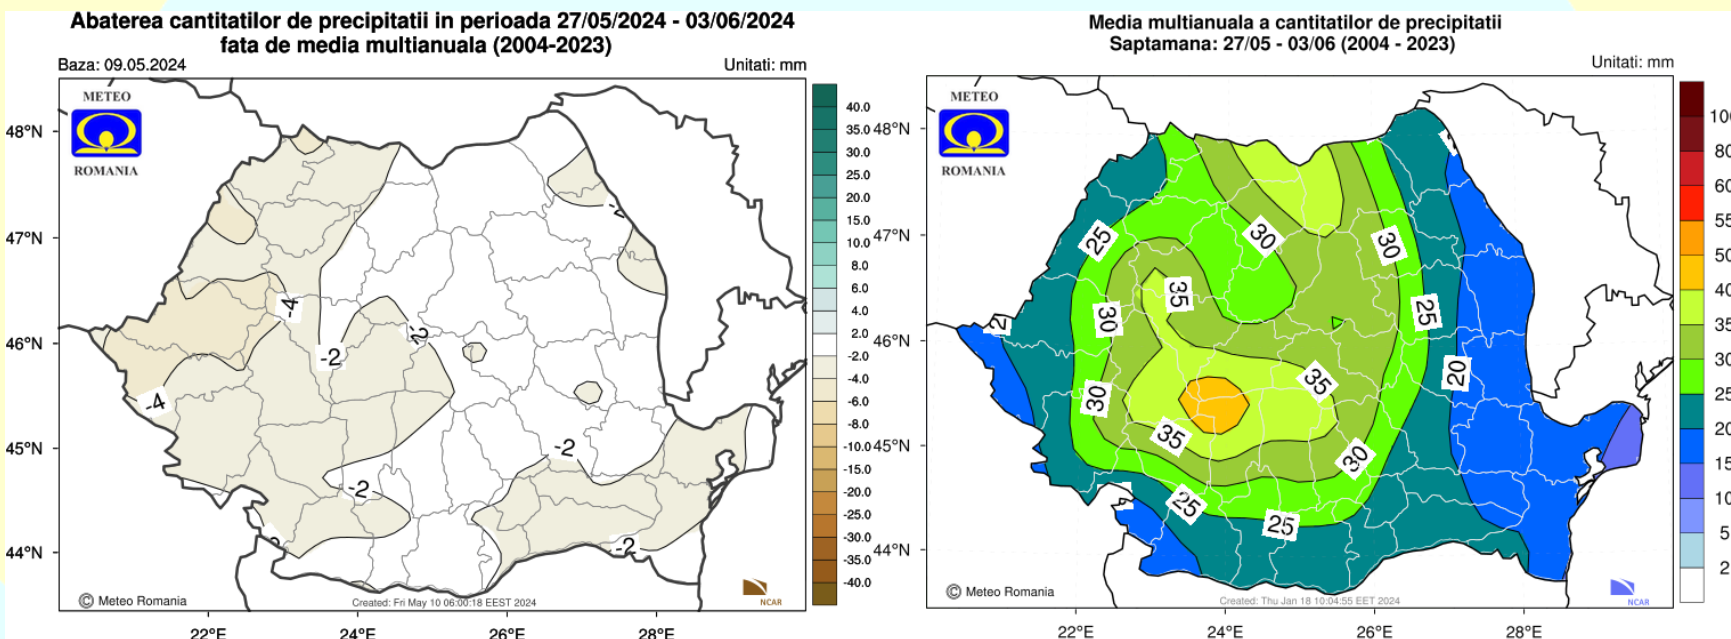 Abaterea cantitatilor de precipitatii in perioada 27/05/2024 - 03/06/2024
fata de media multianuala (2004-2023)
Baza: 09.05.2024
Unitati: mm
METEO
ROMANIA
48°N
47°N
46°N
45°N
44°N
22°E
24°E
26°E
28°E
-4
-2
-2
-4
-2
-2
-2
-2
40.0
35.0
30.0
25.0
20.0
15.0
10.0
8.0
6.0
4.0
2.0
-2.0
-4.0
-6.0
-8.0
-10.0
-15.0
-20.0
-25.0
-30.0
-35.0
-40.0
© Meteo Romania
Created: Fri May 10 06:00:18 EEST 2024
NCAR
Media multianuala a cantitatilor de precipitatii
Saptamana: 27/05 - 03/06 (2004 - 2023)
Unitati: mm
METEO
ROMANIA
48°N
47°N
46°N
45°N
44°N
22°E
24°E
26°E
28°E
25
30
30
35
30
25
20
35
30
35
30
25
25
80
60
55
50
40
35
30
25
20
15
10
5
2
© Meteo Romania
Created: Thu Jan 18 10:04:55 EET 2024
NCAR